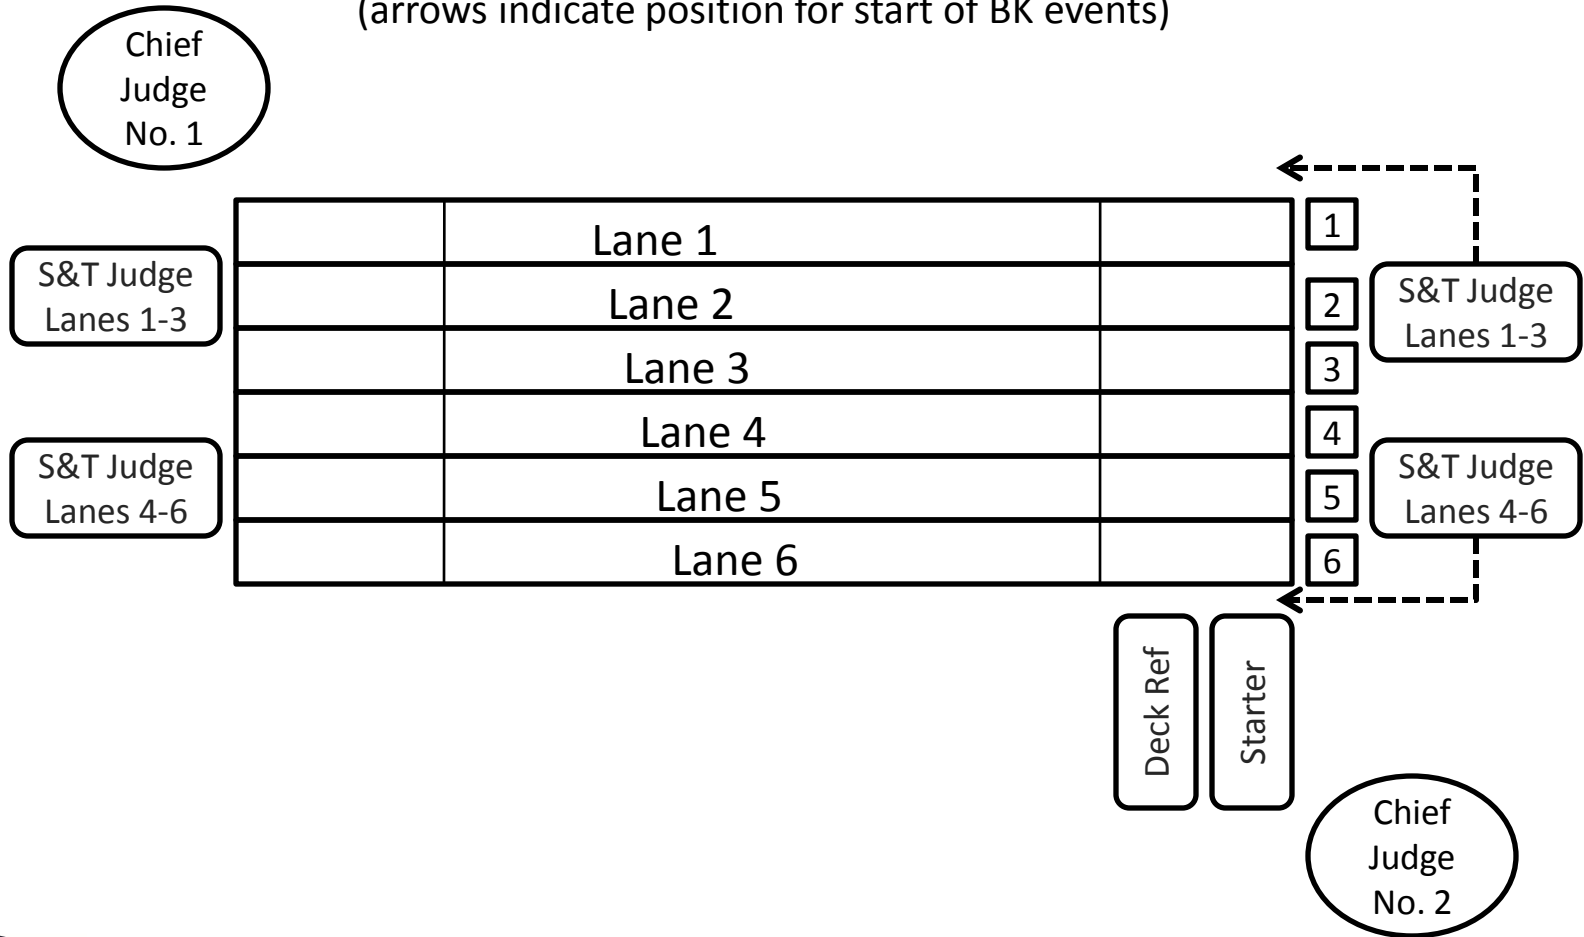 (arrows indicate position for start of BK events)
Chief
Judge
No. 1
Lane 1
Lane 2
Lane 3
Lane 4
Lane 5
Lane 6
1
2
3
4
5
6
S&T Judge
Lanes 1-3
S&T Judge
Lanes 4-6
S&T Judge
Lanes 1-3
S&T Judge
Lanes 4-6
Deck Ref
Starter
Chief
Judge
No. 2